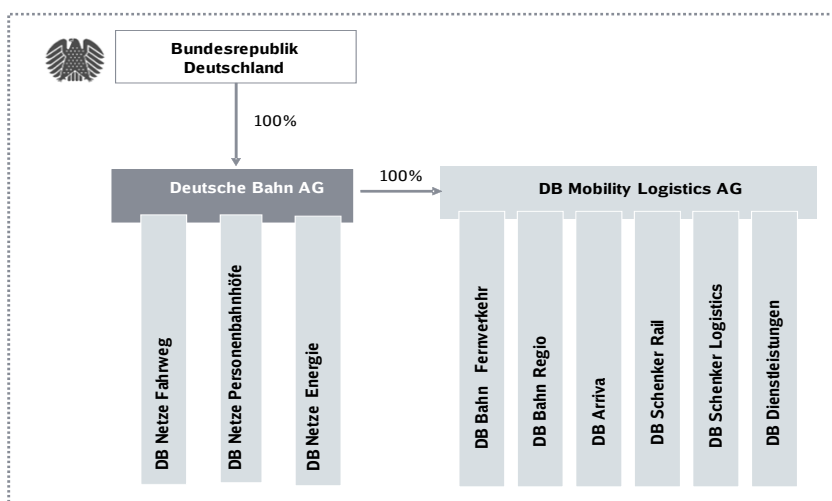 Bundesrepublik
Deutschland
100%
Deutsche Bahn AG
100%
DB Mobility Logistics AG
DB Netze Fahrweg
DB Netze Personenbahnhöfe
DB Netze Energie
DB Bahn Fernverkehr
DB Bahn Regio
DB Arriva
DB Schenker Rail
DB Schenker Logistics
DB Dienstleistungen